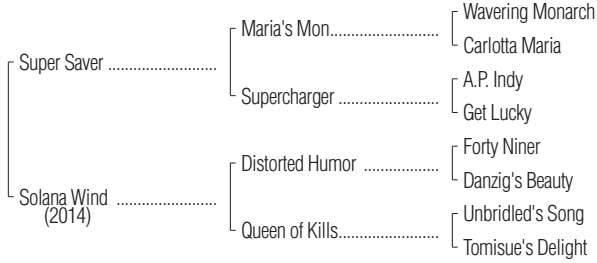 Wavering Monarch
Maria's Mon
Carlotta Maria
Super Saver
A.P. Indy
Supercharger
Get Lucky
Forty Niner
Distorted Humor
Danzig's Beauty
Solana Wind
(2014)
Unbridled's Song
Queen of Kills
Tomisue's Delight